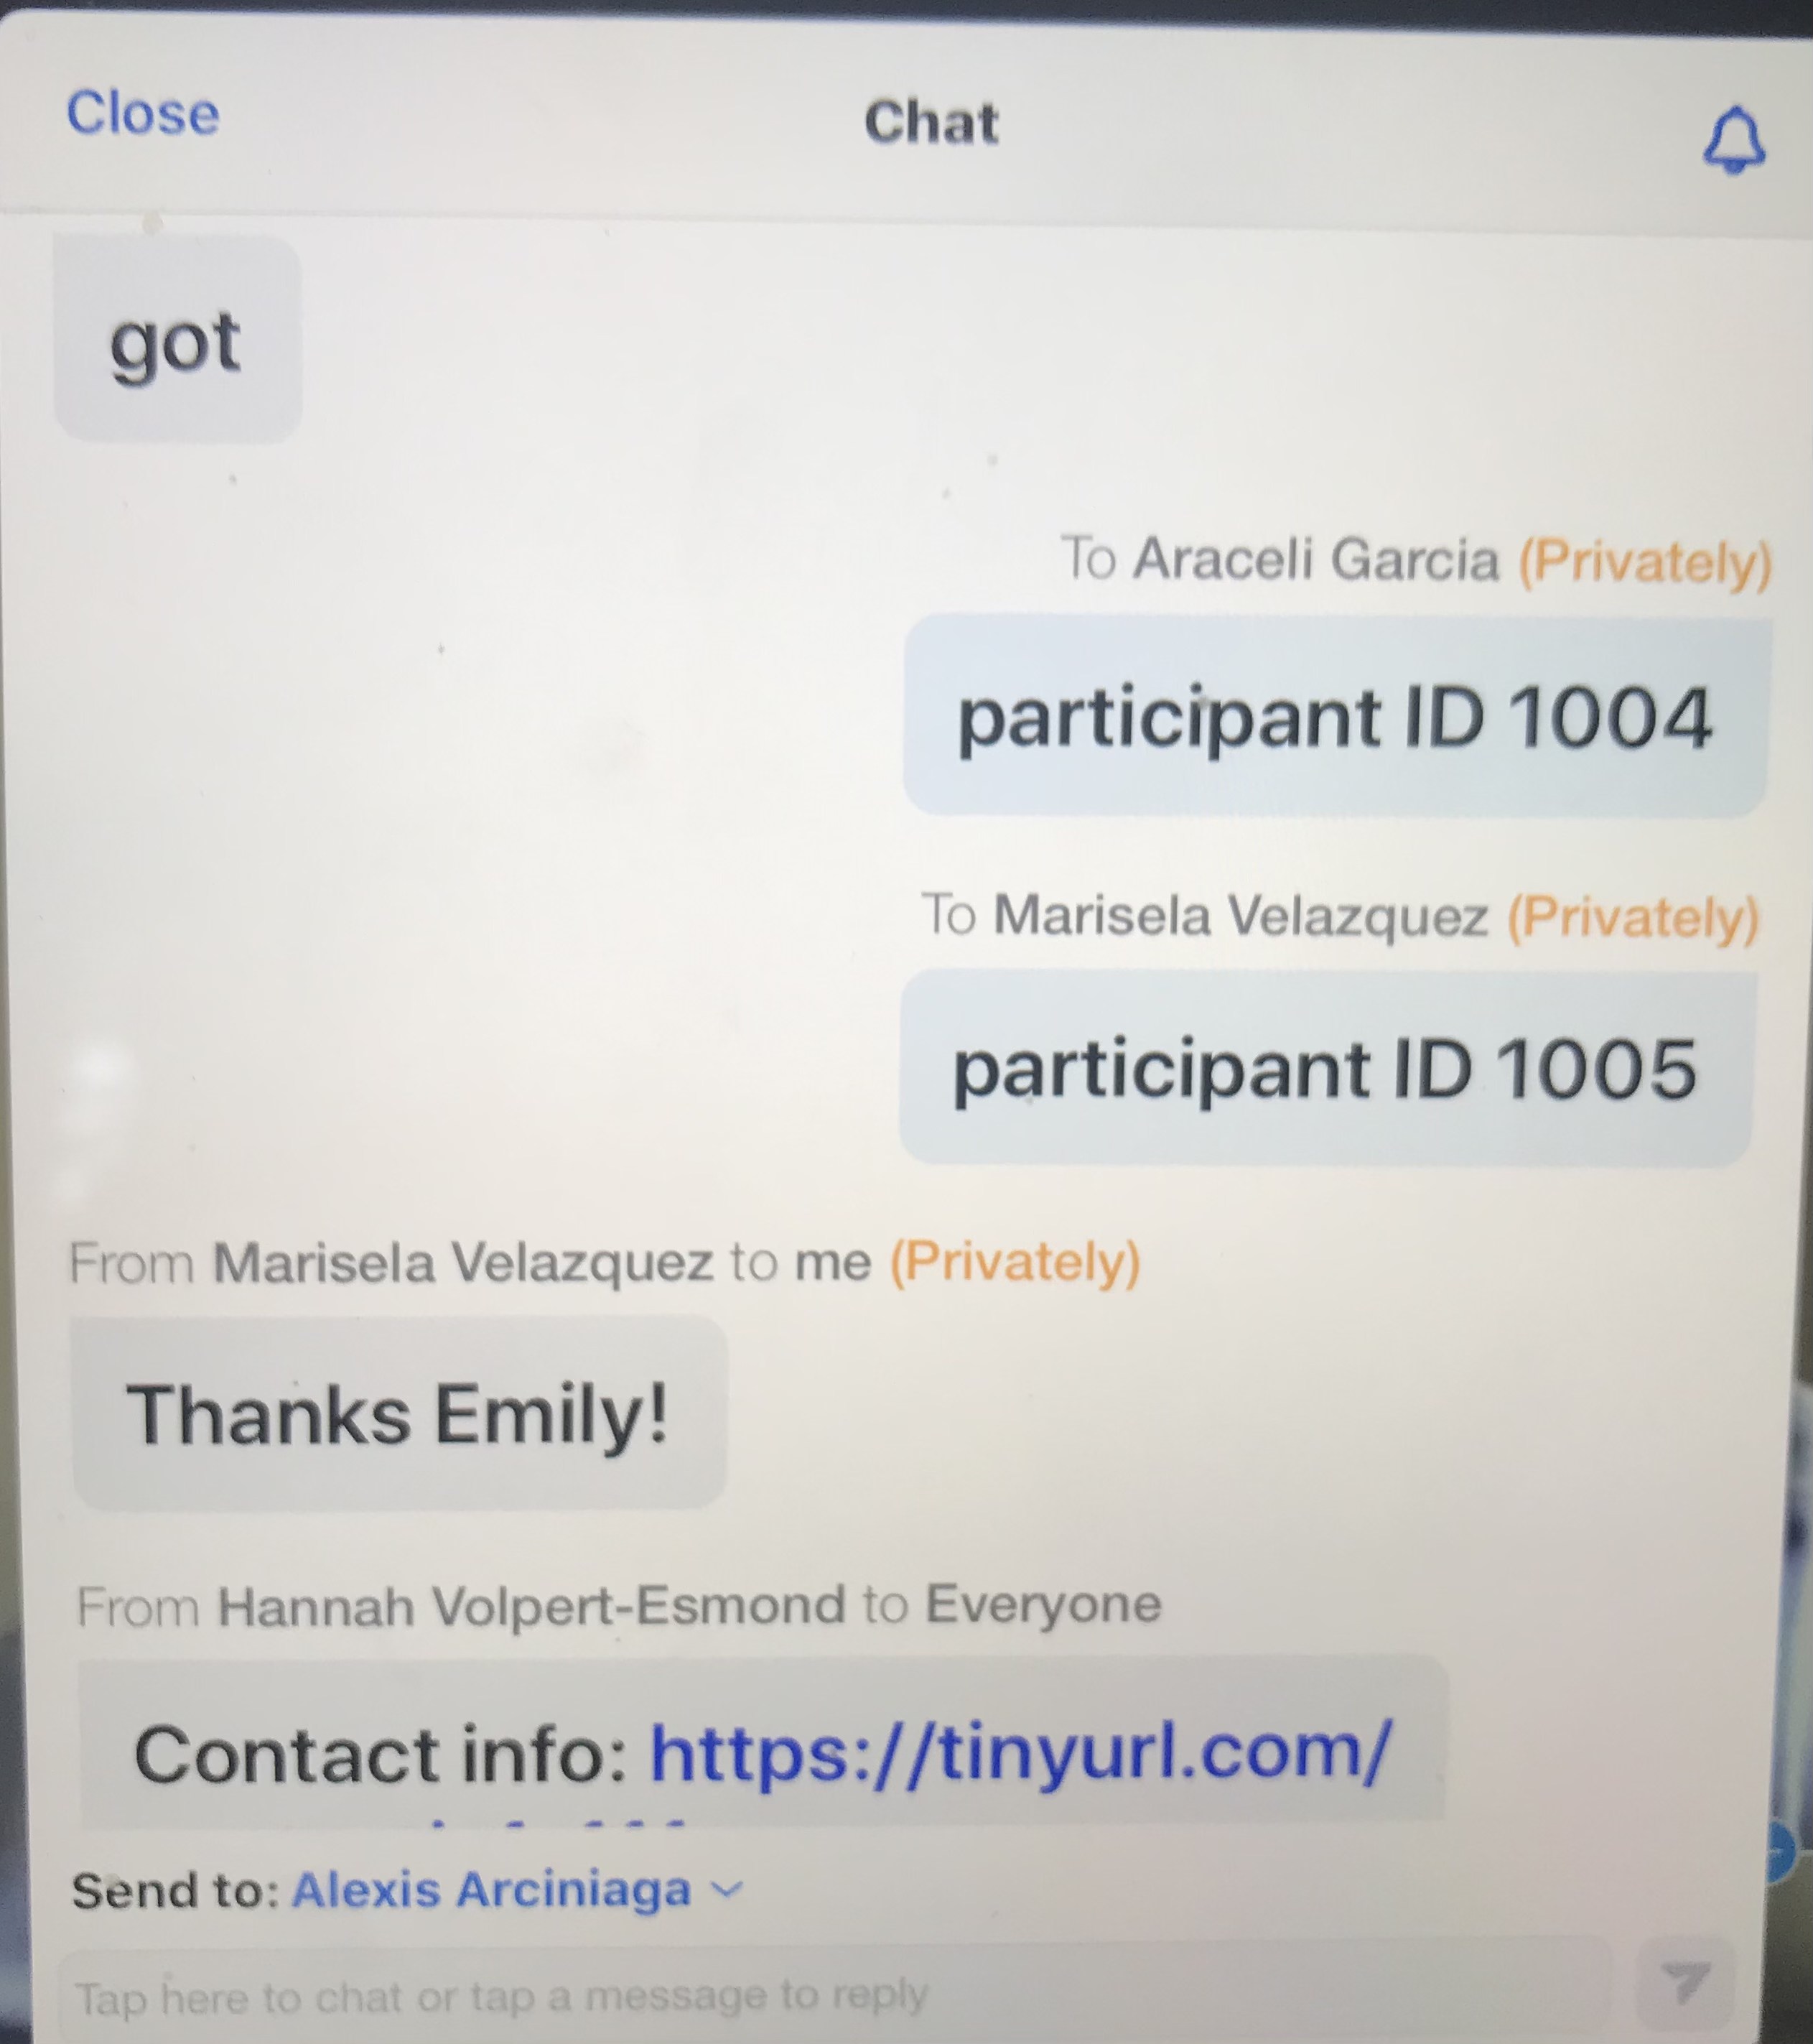 Close
Chat
got
To Araceli Garcia (Privately)
participant ID 1004
To Marisela Velazquez (Privately)
participant ID 1005
From Marisela Velazquez to me (Privately)
Thanks Emily!
From Hannah Volpert-Esmond to Everyone
Contact info: https://tinyurl.com/
Send to: Alexis Arciniaga
Tap here to chat or tap a message to reply